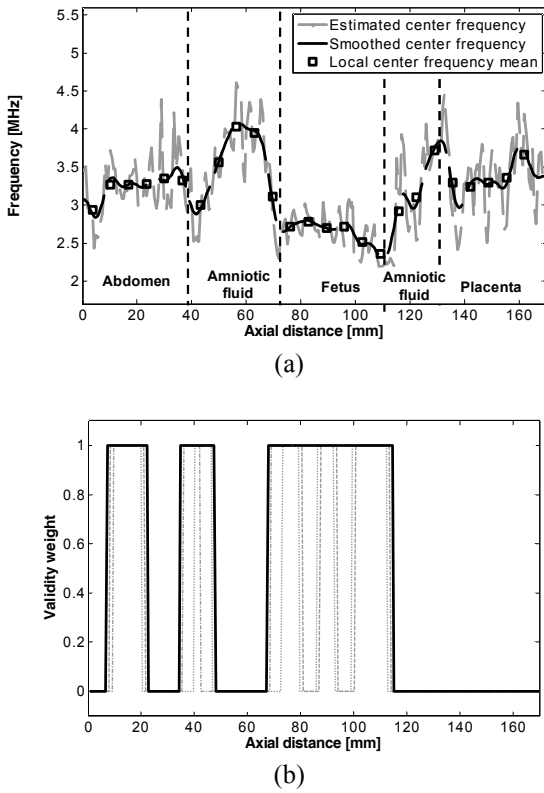 5.5
5
4.5
4
3.5
3
2.5
2
Frequency [MHz]
Estimated center frequency
Smoothed center frequency
Local center frequency mean
Abdomen
Amniotic fluid
Fetus
Amniotic fluid
Placenta
0 20 40 60 80 100 120 140 160
Axial distance [mm]
(a)
1
0.8
0.6
0.4
0.2
0
Validity weight
0 20 40 60 80 100 120 140 160
Axial distance [mm]
(b)